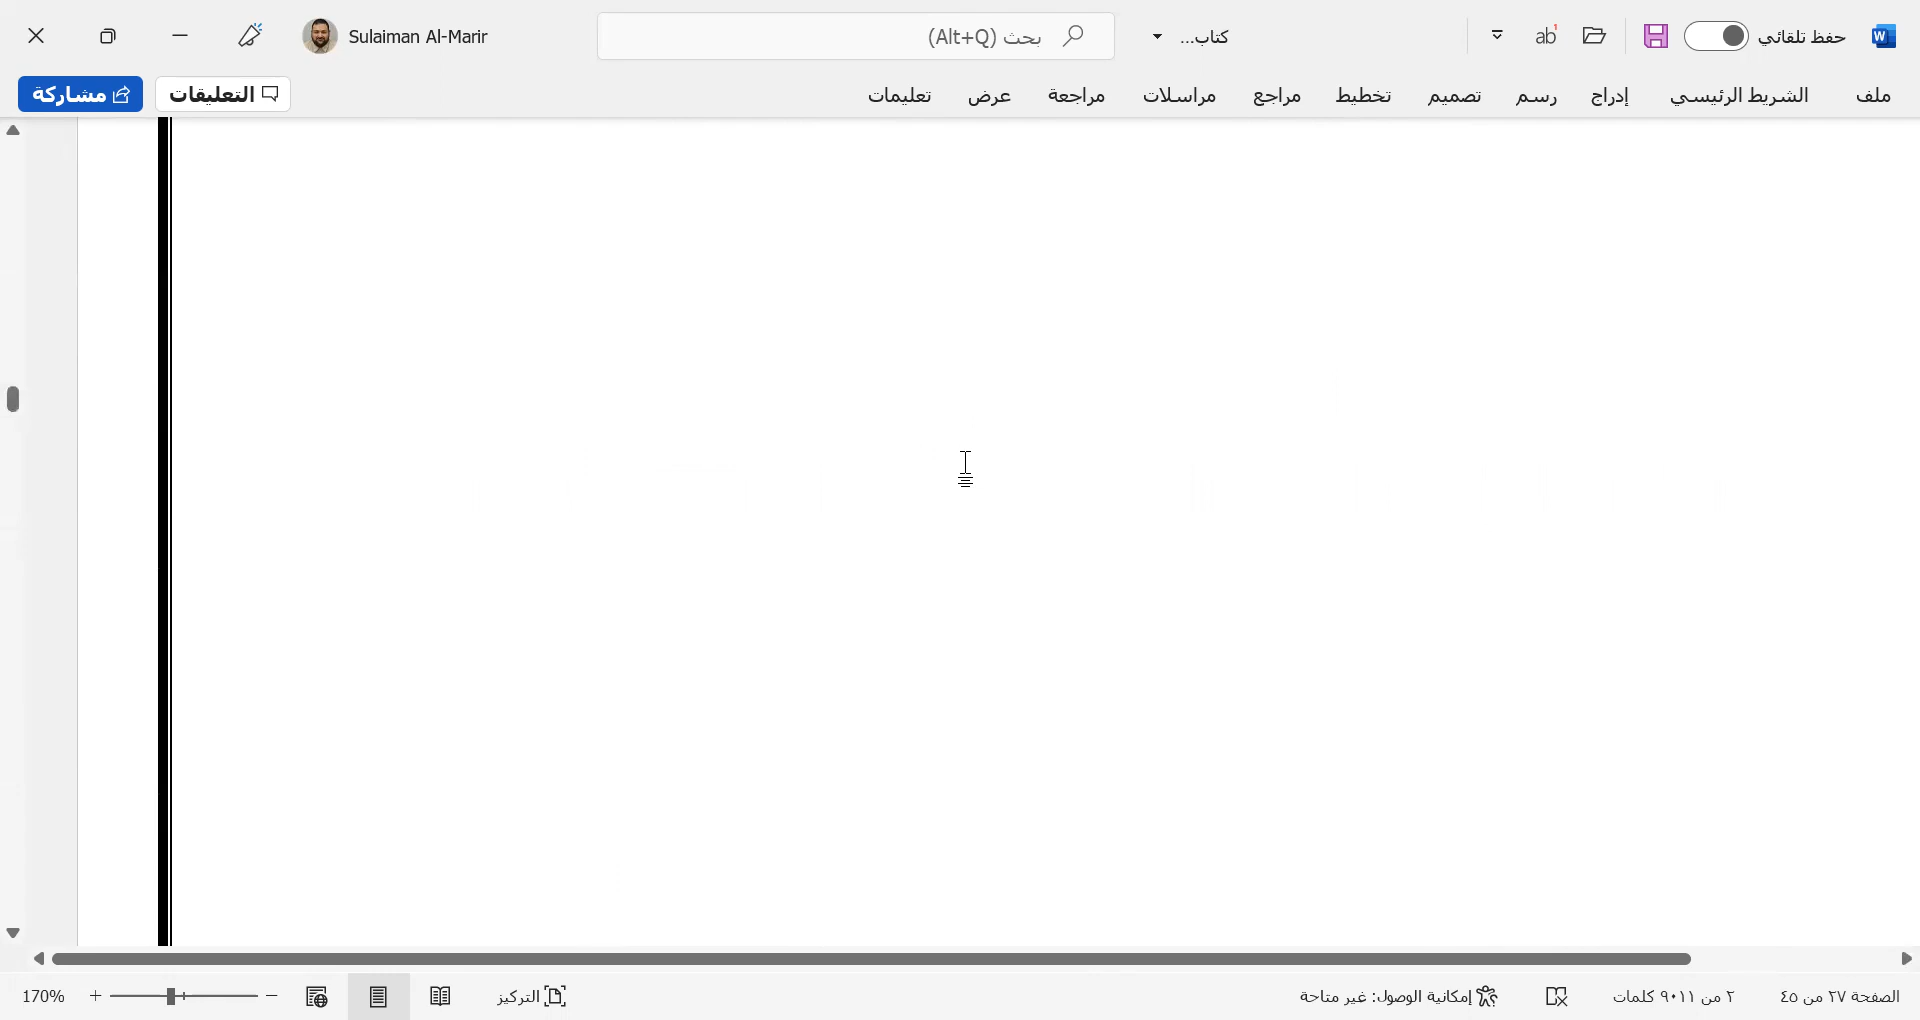 حفظ تلقائي
كتاب...
بحث (Alt+Q)
Sulaiman Al-Marir
ملف
الشريط الرئيسي
إدراج
رسم
تصميم
تخطيط
مراجع
مراسلات
مراجعة
عرض
تعليمات
التعليقات
مشاركة
الصفحة ٢٧ من ٤٥
٢ من ٩٠١١ كلمات
إمكانية الوصول: غير متاحة
التركيز
170%